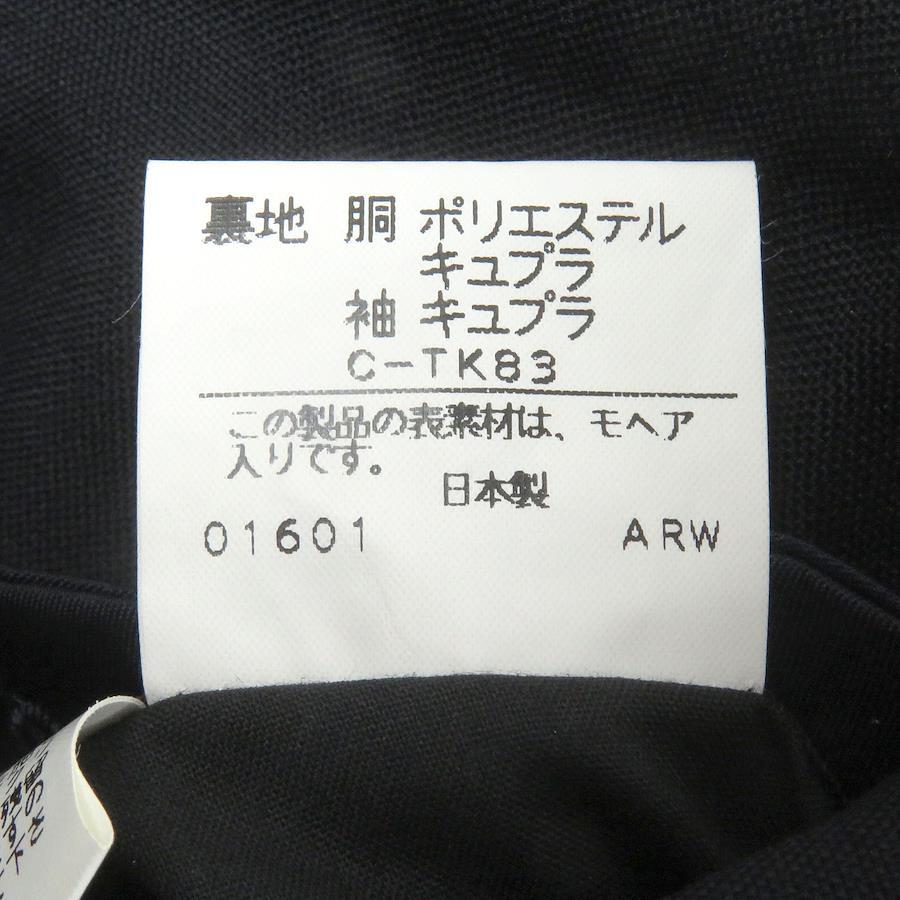 裏地 胴 ポリエステル
キュプラ
袖 キュプラ
C-TK83
この製品の表素材は、モヘア
入りです。
日本製
01601 ARW